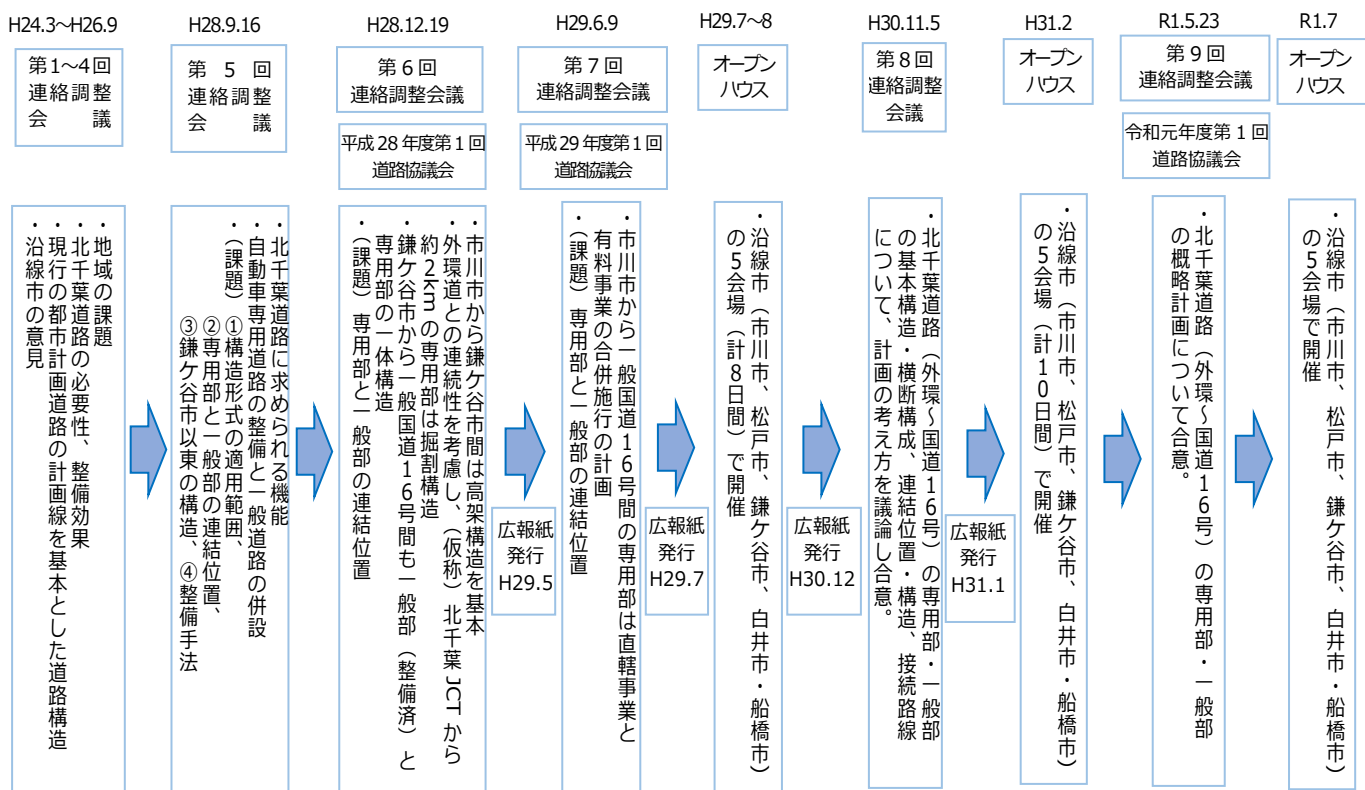 H24.3～H26.9
第1～4回
連絡調整
会議
・地域の課題
・北千葉道路の必要性、整備効果
・現行の都市計画道路の計画線を基本とした道路構造
・沿線市の意見
H28.9.16
第5回
連絡調整
会議
・北千葉道路に求められる機能
・自動車専用道路の整備と一般道路の併設
・（課題）①構造形式の適用範囲、
②専用部と一般部の連結位置、
③鎌ケ谷市以東の構造、④整備手法
H28.12.19
第6回
連絡調整会議
平成28年度第1回
道路協議会
・市川市から鎌ケ谷市間は高架構造を基本
・外環道との連続性を考慮し、（仮称）北千葉JCTから
約2kmの専用部は掘割構造
・鎌ケ谷市から一般国道16号間も一般部（整備済）と
専用部の一体構造
・（課題）専用部と一般部の連結位置
広報紙
発行
H29.5
H29.6.9
第7回
連絡調整会議
平成29年度第1回
道路協議会
・市川市から一般国道16号間の専用部は直轄事業と
有料事業の合併施行の計画
・（課題）専用部と一般部の連結位置
広報紙
発行
H29.7
H29.7～8
オープン
ハウス
・沿線市（市川市、松戸市、鎌ケ谷市、白井市・船橋市）
の5会場（計8日間）で開催
広報紙
発行
H30.12
H30.11.5
第8回
連絡調整
会議
・北千葉道路（外環～国道16号）の専用部・一般部
の基本構造・横断構成、連結位置・構造、接続路線
について、計画の考え方を議論し合意。
広報紙
発行
H31.1
H31.2
オープン
ハウス
・沿線市（市川市、松戸市、鎌ケ谷市、白井市・船橋市）
の5会場（計10日間）で開催
R1.5.23
第9回
連絡調整会議
令和元年度第1回
道路協議会
・北千葉道路（外環～国道16号）の専用部・一般部
の概略計画について合意。
R1.7
オープン
ハウス
・沿線市（市川市、松戸市、鎌ケ谷市、白井市・船橋市）
の5会場で開催